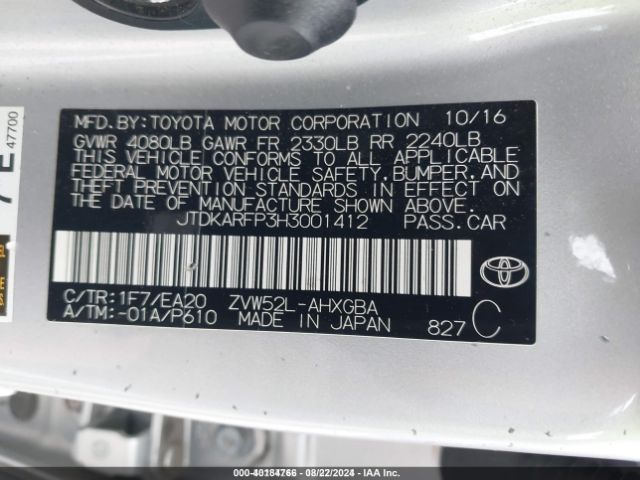 MFD.BY:TOYOTA MOTOR CORPORATION 10/16
GVWR 4080LB GAWR FR 2330LB RR 2240LB
THIS VEHICLE CONFORMS TO ALL APPLICABLE
FEDERAL MOTOR VEHICLE SAFETY,BUMPER,AND
THEFT PREVENTION STANDARDS IN EFFECT ON
THE DATE OF MANUFACTURE SHOWN ABOVE.
JTDKARFP3H3001412 PASS.CAR
C/TR:1F7/EA20 ZVW52L-AHXGBA
A/TM:-01A/P610 MADE IN JAPAN 827 C
47700
000-40184766 - 08/22/2024 - IAA Inc.